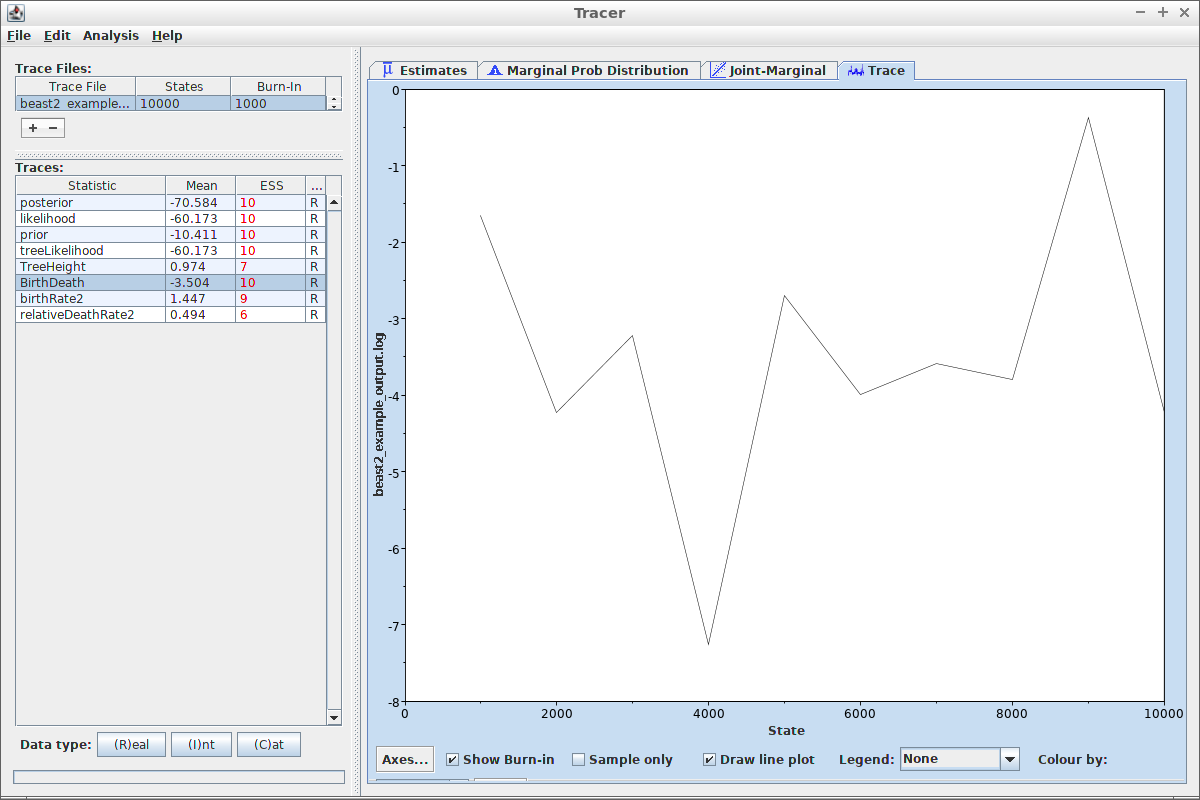 Tracer
File Edit Analysis Help
Trace Files:
Trace File States Burn-In
beast2_example... 10000 1000
+ −
Traces:
Statistic Mean ESS ...
posterior -70.584 10 R
likelihood -60.173 10 R
prior -10.411 10 R
treeLikelihood -60.173 10 R
TreeHeight 0.974 7 R
BirthDeath -3.504 10 R
birthRate2 1.447 9 R
relativeDeathRate2 0.494 6 R
Data type: (R)eal (I)nt (C)at
μ Estimates Marginal Prob Distribution Joint-Marginal Trace
beast2_example_output.log
0
-1
-2
-3
-4
-5
-6
-7
-8
0 2000 4000 6000 8000 10000
State
Axes... Show Burn-in Sample only Draw line plot Legend: None Colour by: